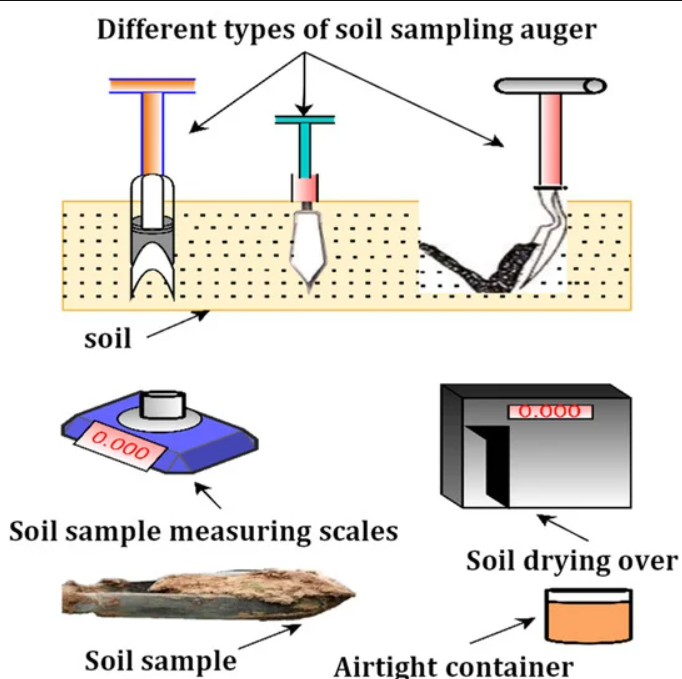 Different types of soil sampling auger
soil
0.000
0.000
Soil sample measuring scales
Soil drying over
Soil sample
Airtight container